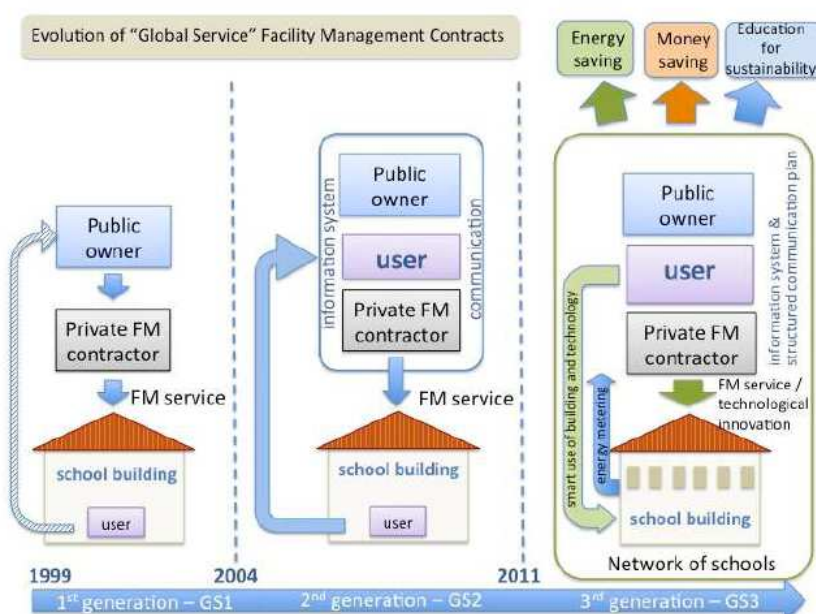 Evolution of “Global Service” Facility Management Contracts
Energy
saving
Money
saving
Education
for
sustainability
Public
owner
Private FM
contractor
FM service
school building
user
information system
Public
owner
user
Private FM
contractor
communication
FM service
school building
user
Public
owner
user
Private FM
contractor
information system &
structured communication plan
smart use of building and technology
energy metering
FM service /
technological
innovation
school building
Network of schools
1999
2004
2011
1st generation – GS1
2nd generation – GS2
3rd generation – GS3